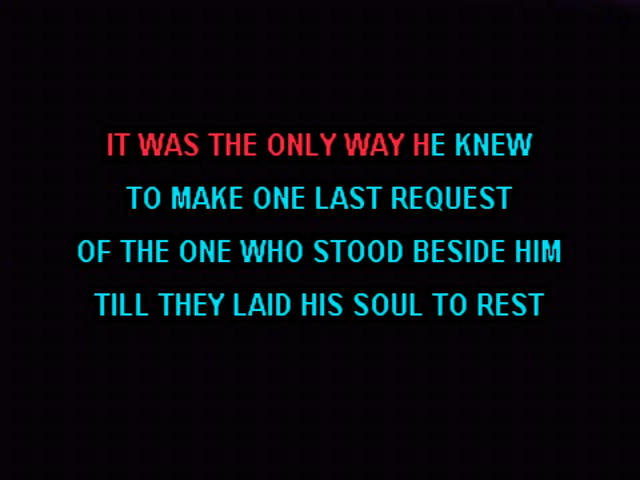 IT WAS THE ONLY WAY HE KNEW
TO MAKE ONE LAST REQUEST
OF THE ONE WHO STOOD BESIDE HIM
TILL THEY LAID HIS SOUL TO REST